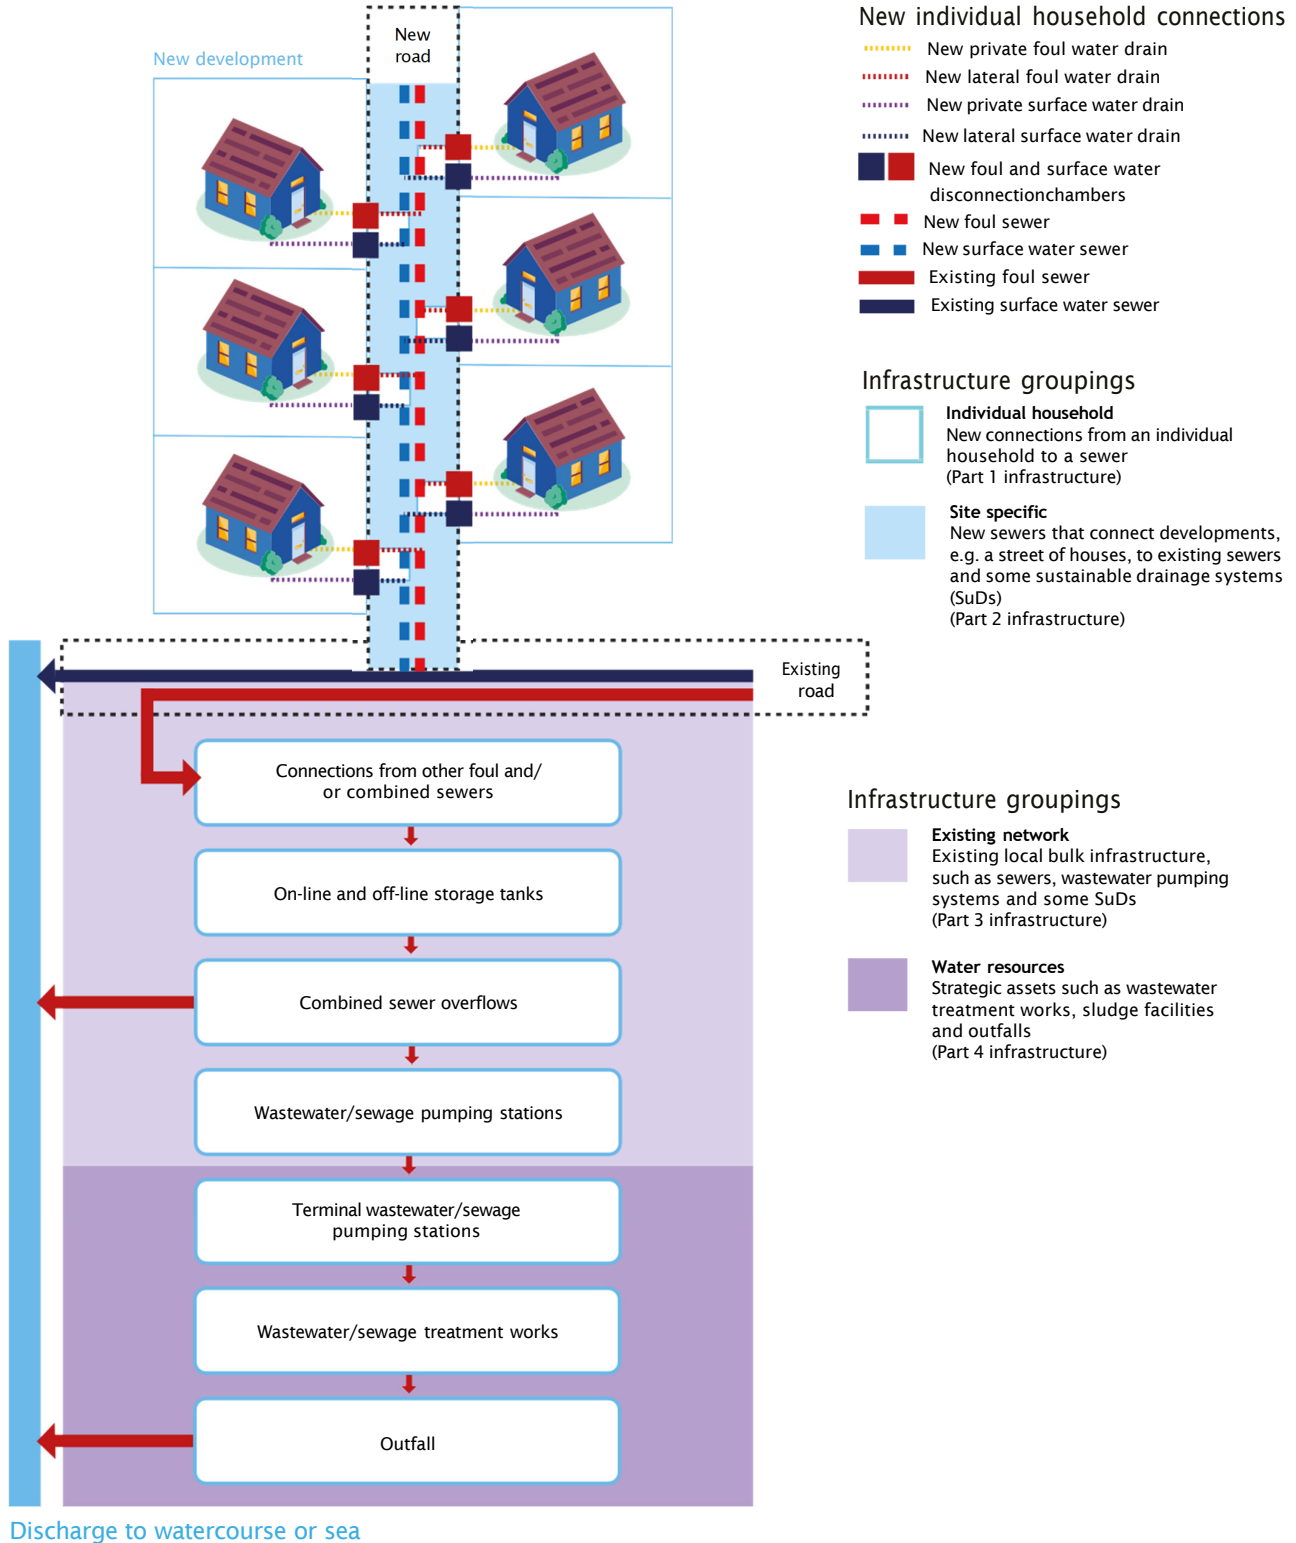 New
road
New development
New individual household connections
New private foul water drain
New lateral foul water drain
New private surface water drain
New lateral surface water drain
New foul and surface water
disconnectionchambers
New foul sewer
New surface water sewer
Existing foul sewer
Existing surface water sewer
Infrastructure groupings
Individual household
New connections from an individual
household to a sewer
(Part 1 infrastructure)
Site specific
New sewers that connect developments,
e.g. a street of houses, to existing sewers
and some sustainable drainage systems
(SuDs)
(Part 2 infrastructure)
Existing
road
Connections from other foul and/
or combined sewers
On-line and off-line storage tanks
Combined sewer overflows
Wastewater/sewage pumping stations
Terminal wastewater/sewage
pumping stations
Wastewater/sewage treatment works
Outfall
Infrastructure groupings
Existing network
Existing local bulk infrastructure,
such as sewers, wastewater pumping
systems and some SuDs
(Part 3 infrastructure)
Water resources
Strategic assets such as wastewater
treatment works, sludge facilities
and outfalls
(Part 4 infrastructure)
Discharge to watercourse or sea